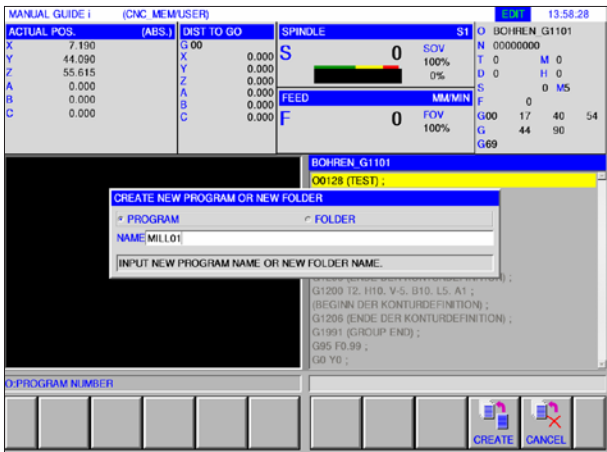 MANUAL GUIDE i (CNC_MEM/USER) EDIT 13:58.28
ACTUAL POS. (ABS.) DIST TO GO SPINDLE S1 O BOHREN_G1101
X 7.190 G 00 N 00000000
Y 44.090 X 0.000 S 0 SOV 100% T 0 M 0
Z 55.615 Y 0.000 0% D 0 H 0
A 0.000 Z 0.000 S 0 M5
B 0.000 A 0.000 FEED MM/MIN F 0
C 0.000 B 0.000 F 0 FOV 100% G00 17 40 54
C 0.000 G 44 90
G69
BOHREN_G1101
O0128 (TEST) ;
CREATE NEW PROGRAM OR NEW FOLDER
PROGRAM FOLDER
NAME MILL01
INPUT NEW PROGRAM NAME OR NEW FOLDER NAME.
G1200 T2. H10. V-5. B10. L5. A1 ;
(BEGINN DER KONTURDEFINITION) ;
G1206 (ENDE DER KONTURDEFINITION) ;
G1991 (GROUP END) ;
G95 F0.99 ;
G0 Y0 ;
O:PROGRAM NUMBER
CREATE CANCEL